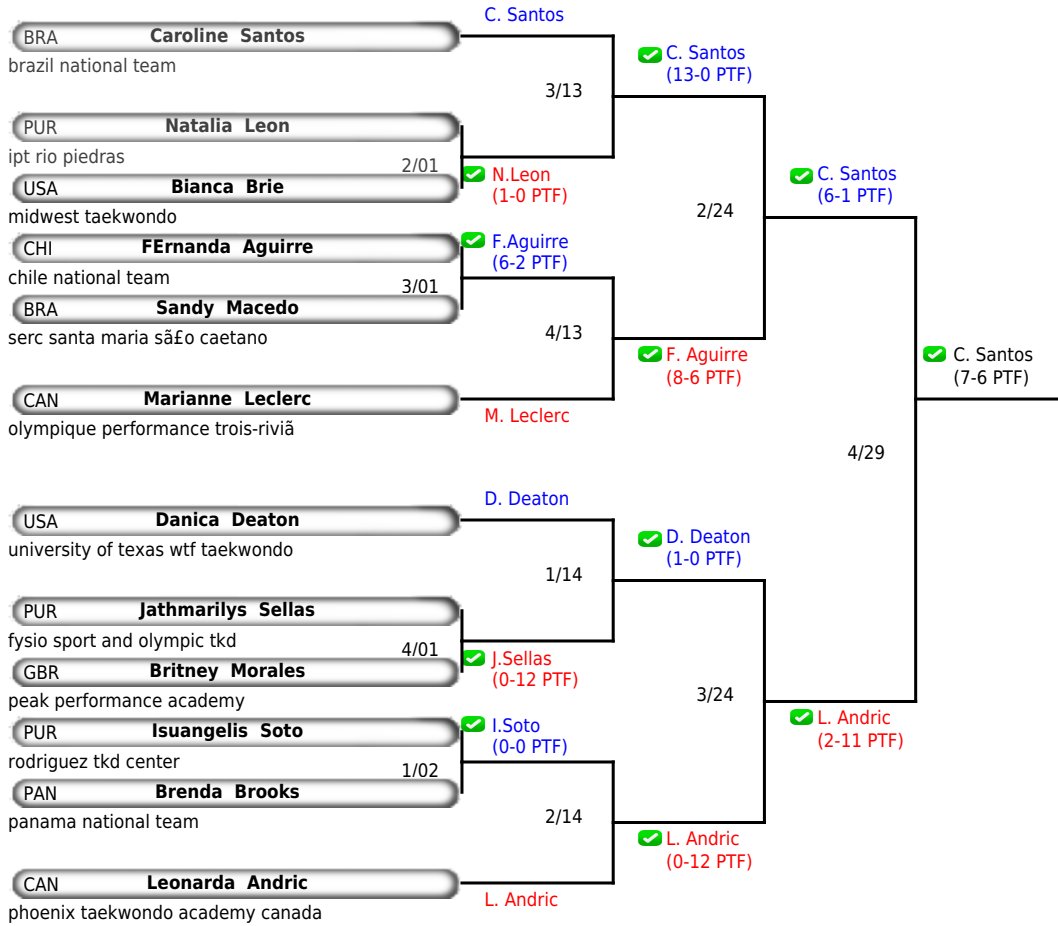 C. Santos
BRA Caroline Santos
brazil national team
C. Santos
(13-0 PTF)
3/13
PUR Natalia Leon
ipt rio piedras
2/01
N.Leon
(1-0 PTF)
USA Bianca Brie
midwest taekwondo
C. Santos
(6-1 PTF)
2/24
CHI FErnanda Aguirre
chile national team
F.Aguirre
(6-2 PTF)
3/01
BRA Sandy Macedo
serc santa maria sã£o caetano
4/13
F. Aguirre
(8-6 PTF)
CAN Marianne Leclerc
olympique performance trois-riviã
M. Leclerc
C. Santos
(7-6 PTF)
4/29
D. Deaton
USA Danica Deaton
university of texas wtf taekwondo
D. Deaton
(1-0 PTF)
1/14
PUR Jathmarilys Sellas
fysio sport and olympic tkd
4/01
J.Sellas
(0-12 PTF)
GBR Britney Morales
peak performance academy
3/24
L. Andric
(2-11 PTF)
PUR Isuangelis Soto
rodriguez tkd center
I.Soto
(0-0 PTF)
1/02
PAN Brenda Brooks
panama national team
2/14
L. Andric
(0-12 PTF)
CAN Leonarda Andric
phoenix taekwondo academy canada
L. Andric